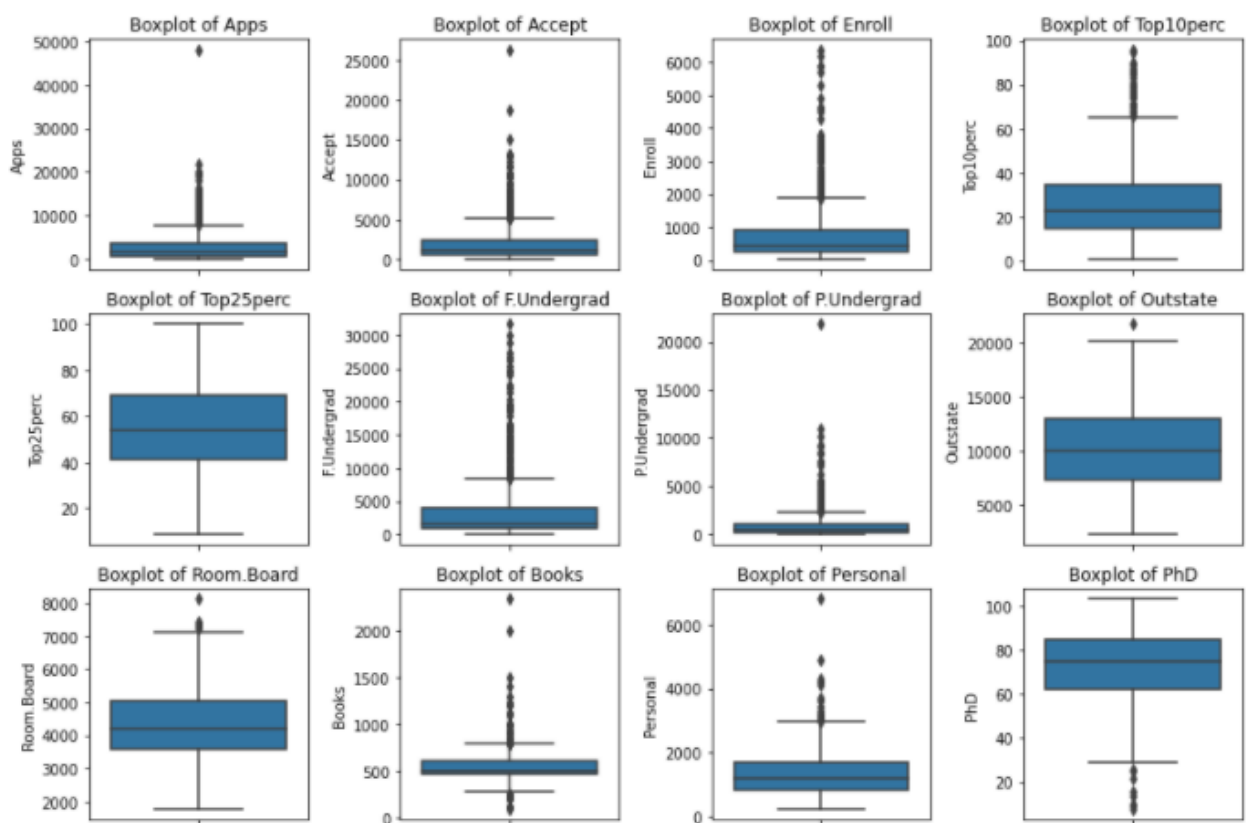 Boxplot of Apps
50000
40000
30000
20000
10000
0
Apps
Boxplot of Accept
25000
20000
15000
10000
5000
0
Accept
Boxplot of Enroll
6000
5000
4000
3000
2000
1000
0
Enroll
Boxplot of Top10perc
100
80
60
40
20
0
Top10perc
Boxplot of Top25perc
100
80
60
40
20
Top25perc
Boxplot of F.Undergrad
30000
25000
20000
15000
10000
5000
0
F.Undergrad
Boxplot of P.Undergrad
20000
15000
10000
5000
0
P.Undergrad
Boxplot of Outstate
20000
15000
10000
5000
Outstate
Boxplot of Room.Board
8000
7000
6000
5000
4000
3000
2000
Room.Board
Boxplot of Books
2000
1500
1000
500
0
Books
Boxplot of Personal
6000
4000
2000
0
Personal
Boxplot of PhD
100
80
60
40
20
PhD